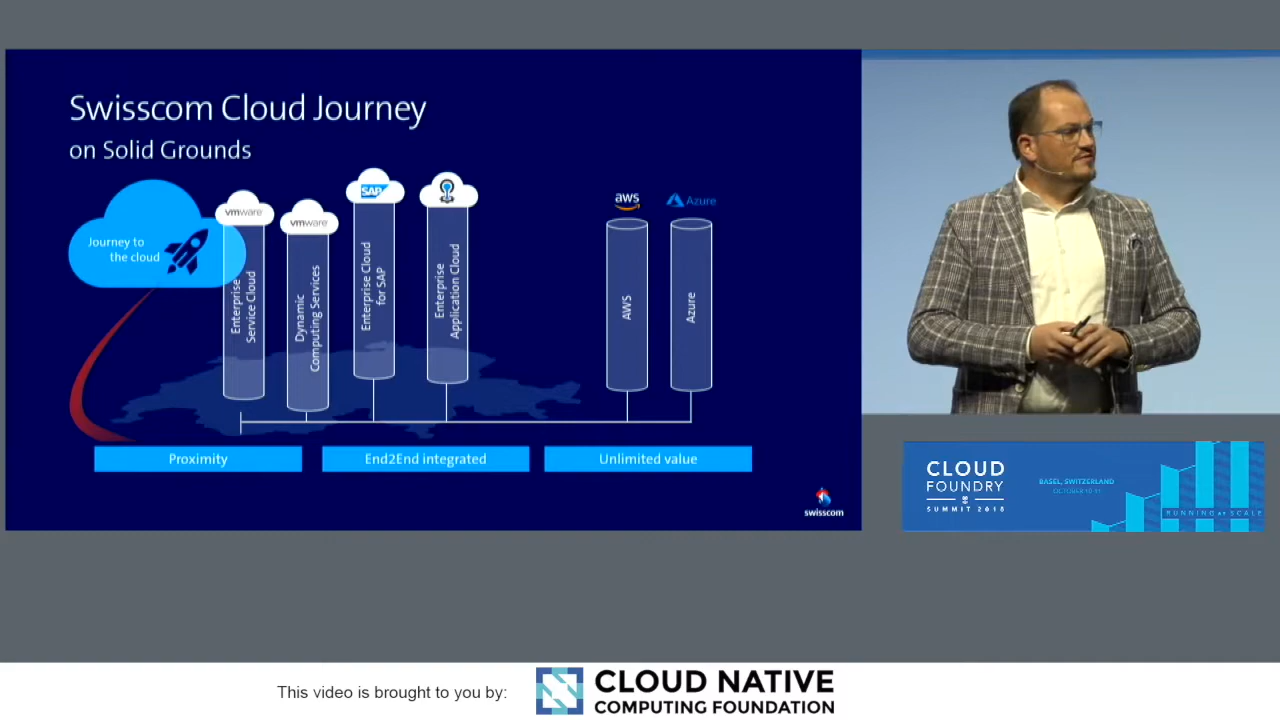 Swisscom Cloud Journey
on Solid Grounds
Journey to
the cloud
vmware
vmware
SAP
aws
Azure
Enterprise
Service Cloud
Dynamic
Computing Services
Enterprise Cloud
for SAP
Enterprise
Application Cloud
AWS
Azure
Proximity
End2End integrated
Unlimited value
swisscom
CLOUD
FOUNDRY
SUMMIT 2018
BASEL, SWITZERLAND
OCTOBER 10-11
RUNNING AT SCALE
This video is brought to you by:
CLOUD NATIVE
COMPUTING FOUNDATION